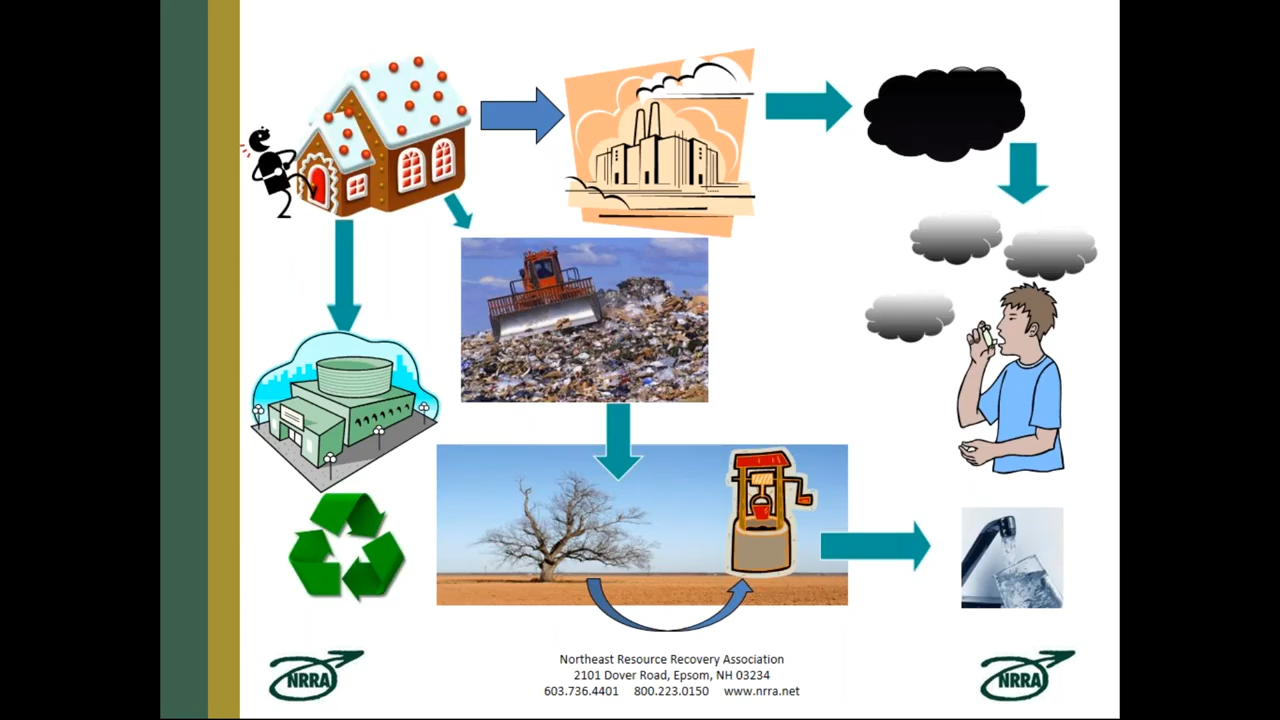 Northeast Resource Recovery Association
2101 Dover Road, Epsom, NH 03234
603.736.4401 800.223.0150 www.nrra.net
NRRA
NRRA